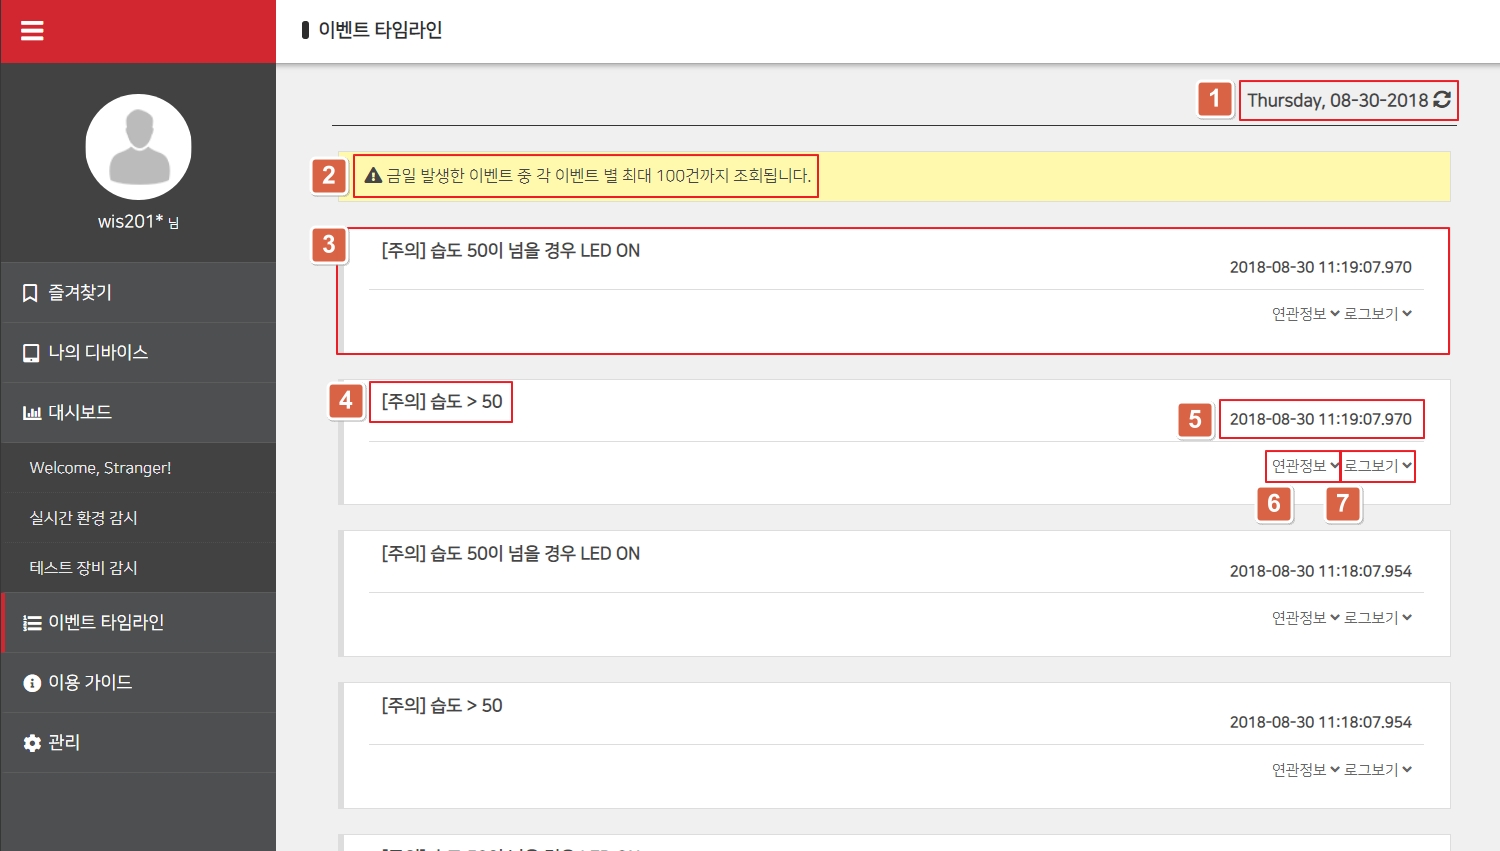 이벤트 타임라인
wis201* 님
즐겨찾기
나의 디바이스
대시보드
Welcome, Stranger!
실시간 환경 감시
테스트 장비 감시
이벤트 타임라인
이용 가이드
관리
1 Thursday, 08-30-2018
2 금일 발생한 이벤트 중 각 이벤트 별 최대 100건까지 조회됩니다.
3 [주의] 습도 50이 넘을 경우 LED ON
2018-08-30 11:19:07.970
연관정보 로그보기
4 [주의] 습도 > 50
5 2018-08-30 11:19:07.970
연관정보 로그보기
6 7
[주의] 습도 50이 넘을 경우 LED ON
2018-08-30 11:18:07.954
연관정보 로그보기
[주의] 습도 > 50
2018-08-30 11:18:07.954
연관정보 로그보기